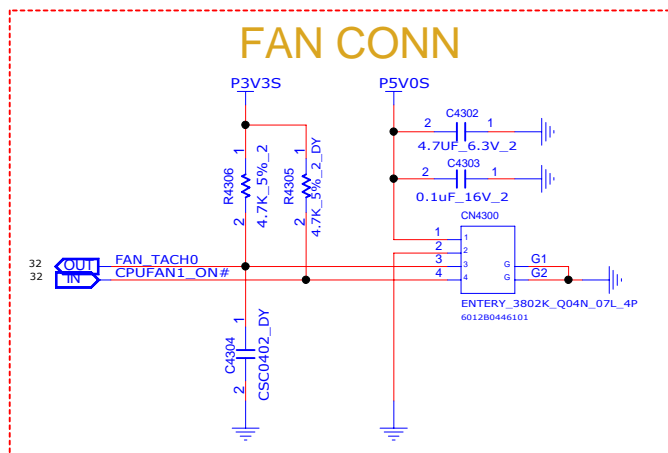 FAN CONN
P3V3S
P5V0S
C4302
2
1
4.7UF_6.3V_2
C4303
2
1
0.1uF_16V_2
1
R4306
4.7K_5%_2
2
1
R4305
4.7K_5%_2_DY
2
CN4300
1
1
2
2
32
OUT
FAN_TACH0
3
3
G
G1
32
IN
CPUFAN1_ON#
4
4
G
G2
ENTERY_3802K_Q04N_07L_4P
6012B0446101
1
C4304
CSC0402_DY
2